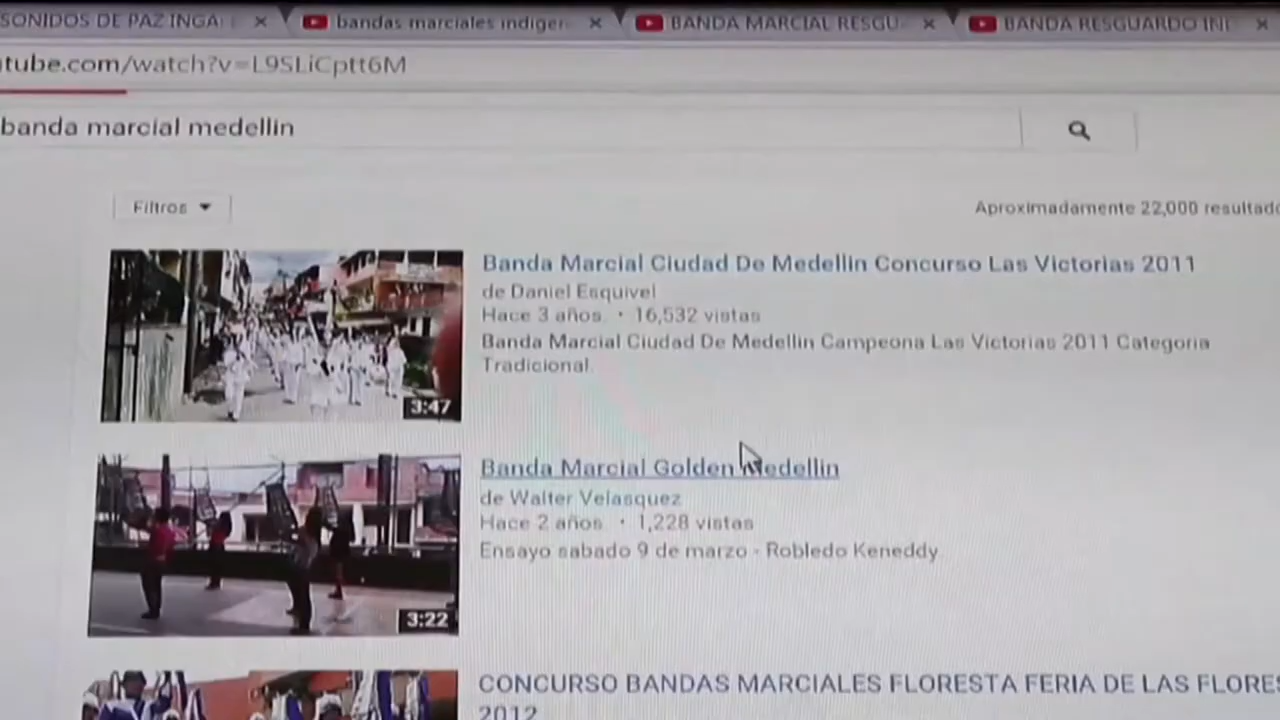 SONIDOS DE PAZ INGA
bandas marciales indiger
BANDA MARCIAL RESGU
BANDA RESGUARDO INI
tube.com/watch?v=L9SLiCptt6M
banda marcial medellin
Filtros
Aproximadamente 22,000 resultado
Banda Marcial Ciudad De Medellin Concurso Las Victorias 2011
de Daniel Esquivel
Hace 3 años • 16,532 vistas
Banda Marcial Ciudad De Medellin Campeona Las Victorias 2011 Categoria
Tradicional.
3:47
Banda Marcial Golden Medellin
de Walter Velasquez
Hace 2 años • 1,228 vistas
Ensayo sabado 9 de marzo - Robledo Keneddy
3:22
CONCURSO BANDAS MARCIALES FLORESTA FERIA DE LAS FLORES
2012